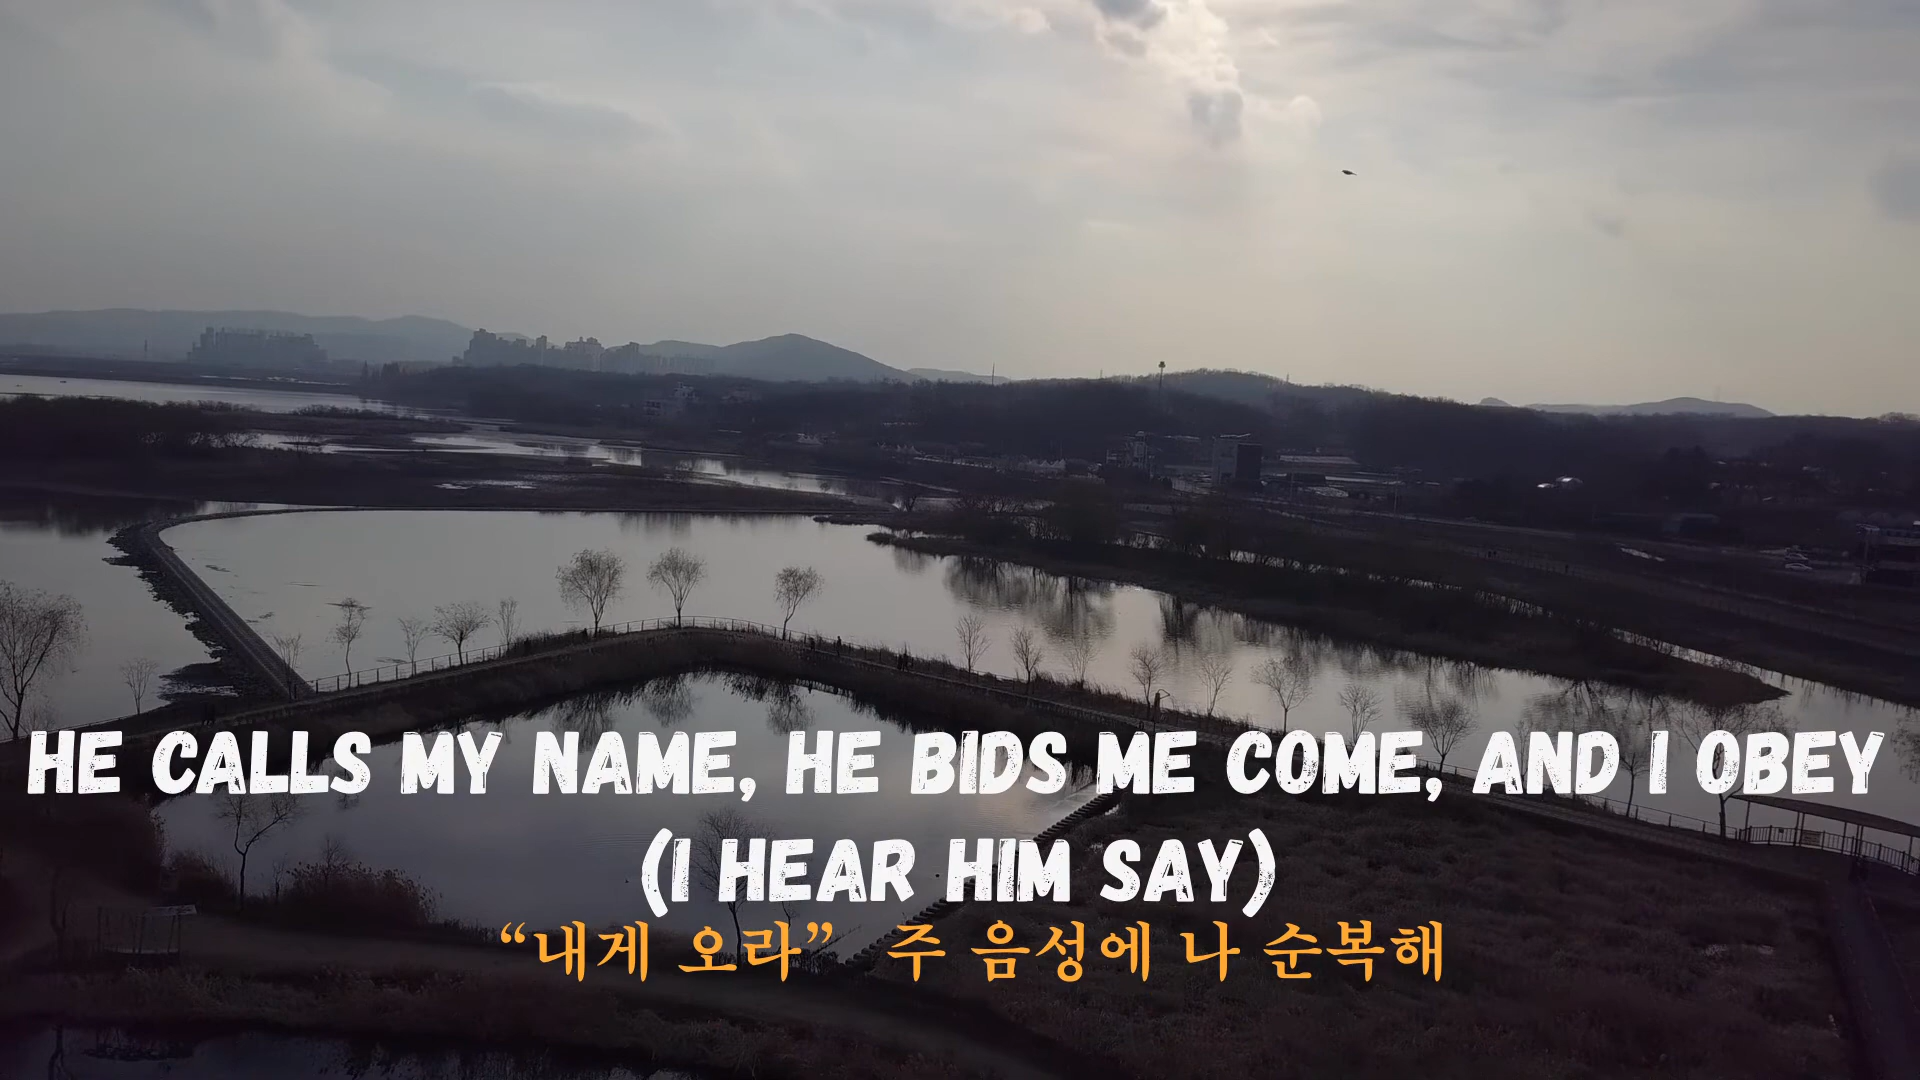 HE CALLS MY NAME, HE BIDS ME COME, AND I OBEY
(I HEAR HIM SAY)
“내게 오라” 주 음성에 나 순복해